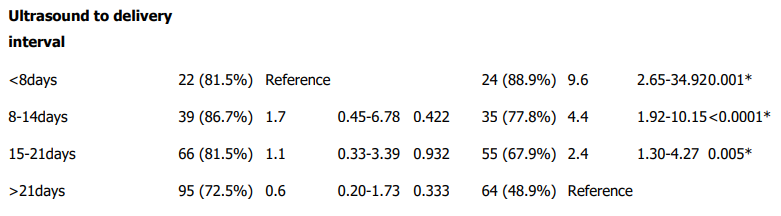 Ultrasound to delivery
interval
<8days 22 (81.5%) Reference 24 (88.9%) 9.6 2.65-34.920.001*
8-14days 39 (86.7%) 1.7 0.45-6.78 0.422 35 (77.8%) 4.4 1.92-10.15<0.0001*
15-21days 66 (81.5%) 1.1 0.33-3.39 0.932 55 (67.9%) 2.4 1.30-4.27 0.005*
>21days 95 (72.5%) 0.6 0.20-1.73 0.333 64 (48.9%) Reference